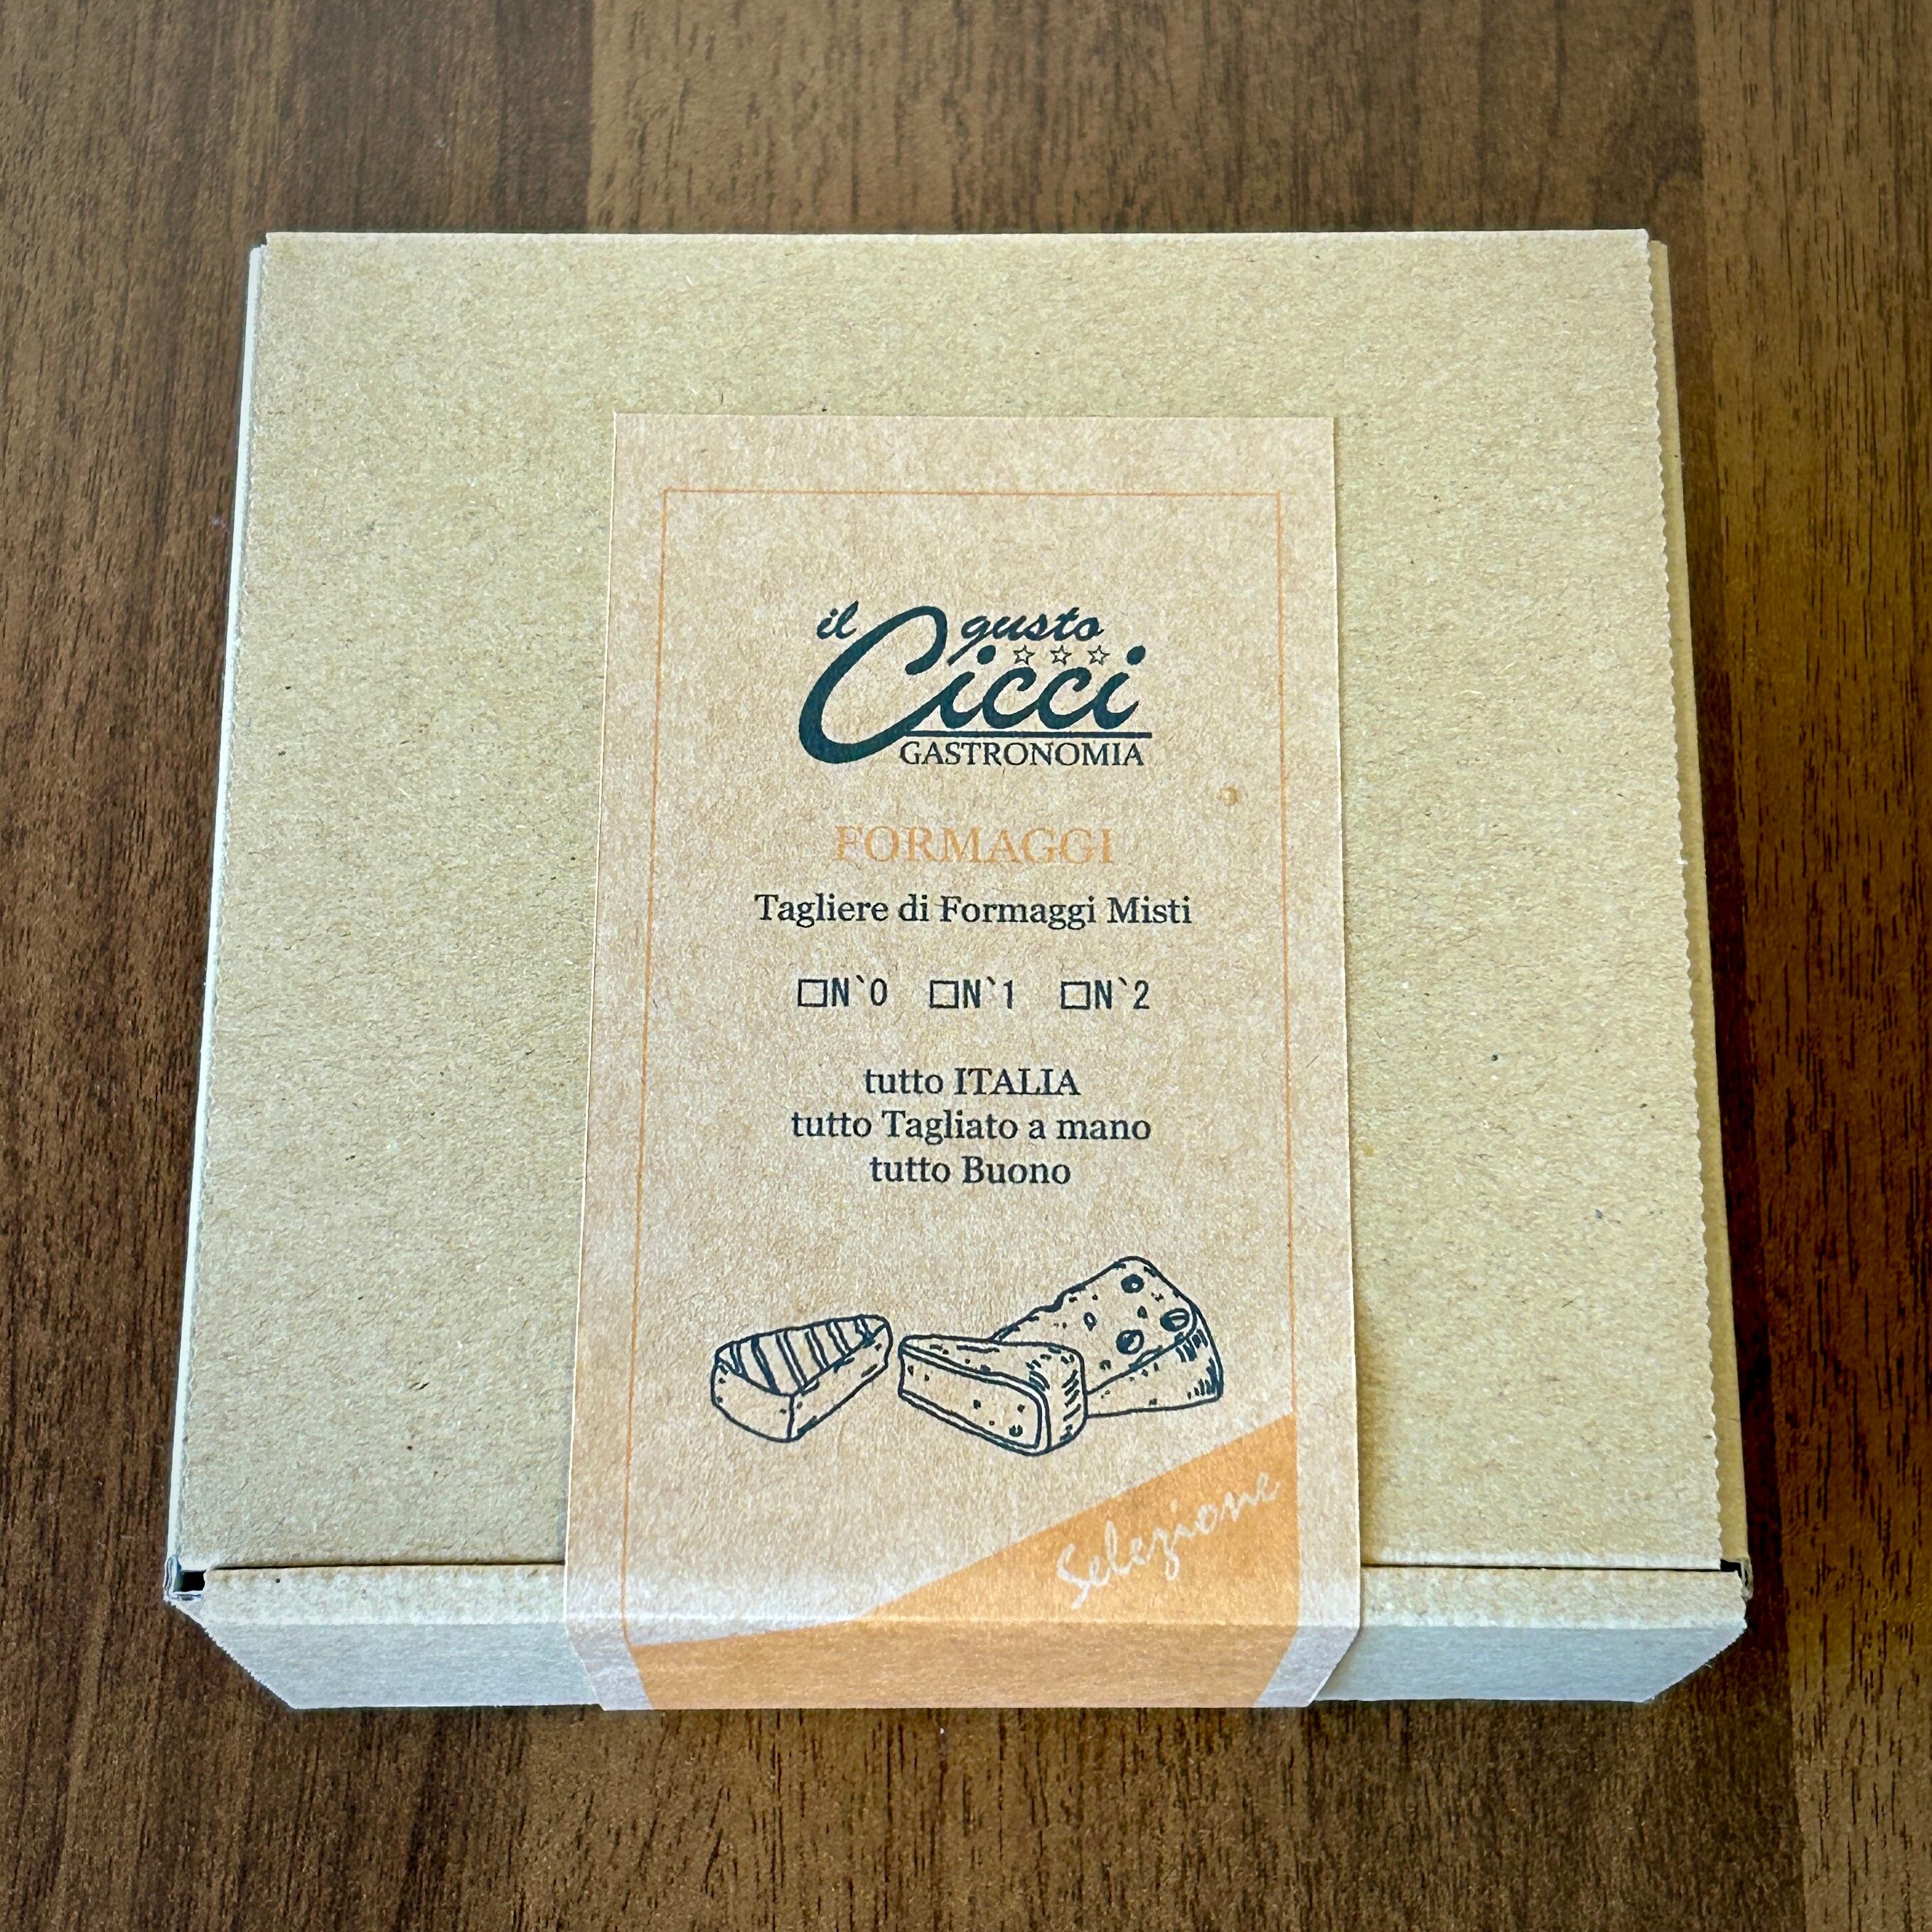 il gusto
Cicci
GASTRONOMIA
FORMAGGI
Tagliere di Formaggi Misti
□N`0 □N`1 □N`2
tutto ITALIA
tutto Tagliato a mano
tutto Buono
Selezione